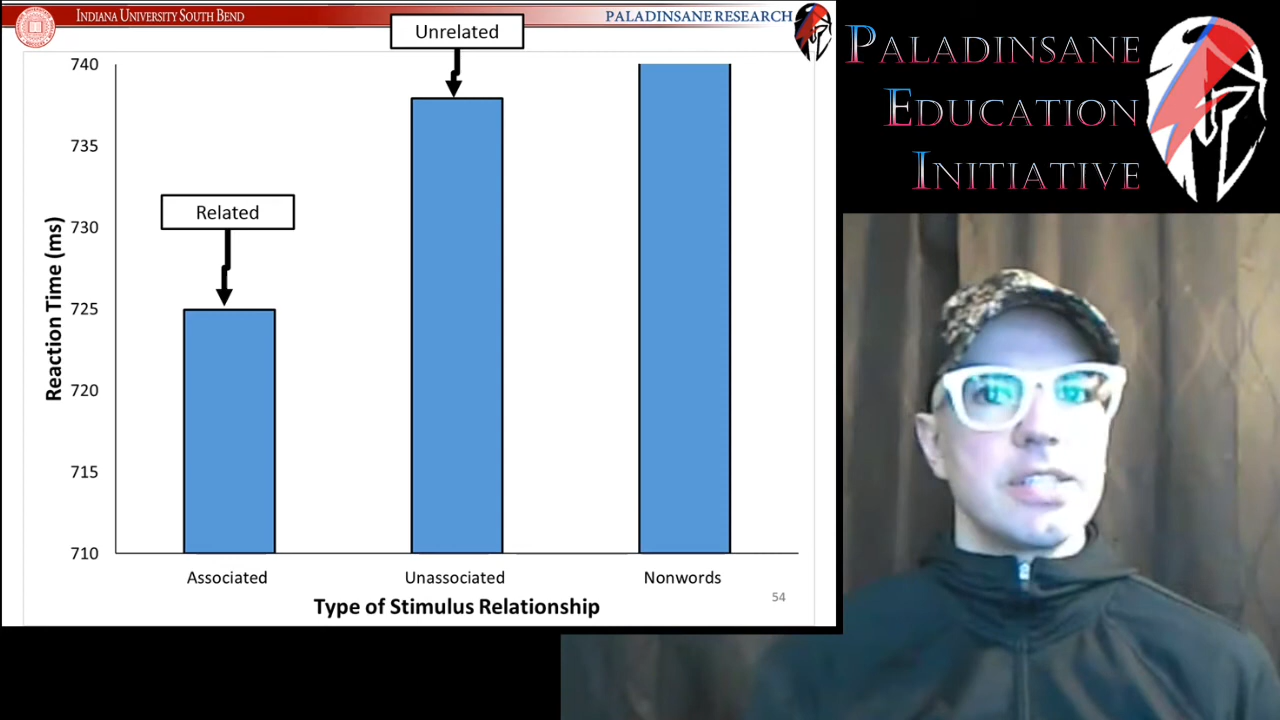 INDIANA UNIVERSITY SOUTH BEND
PALADINSANE RESEARCH
Unrelated
Related
740
735
730
725
720
715
710
Reaction Time (ms)
Associated
Unassociated
Nonwords
Type of Stimulus Relationship
54
PALADINSANE
EDUCATION
INITIATIVE